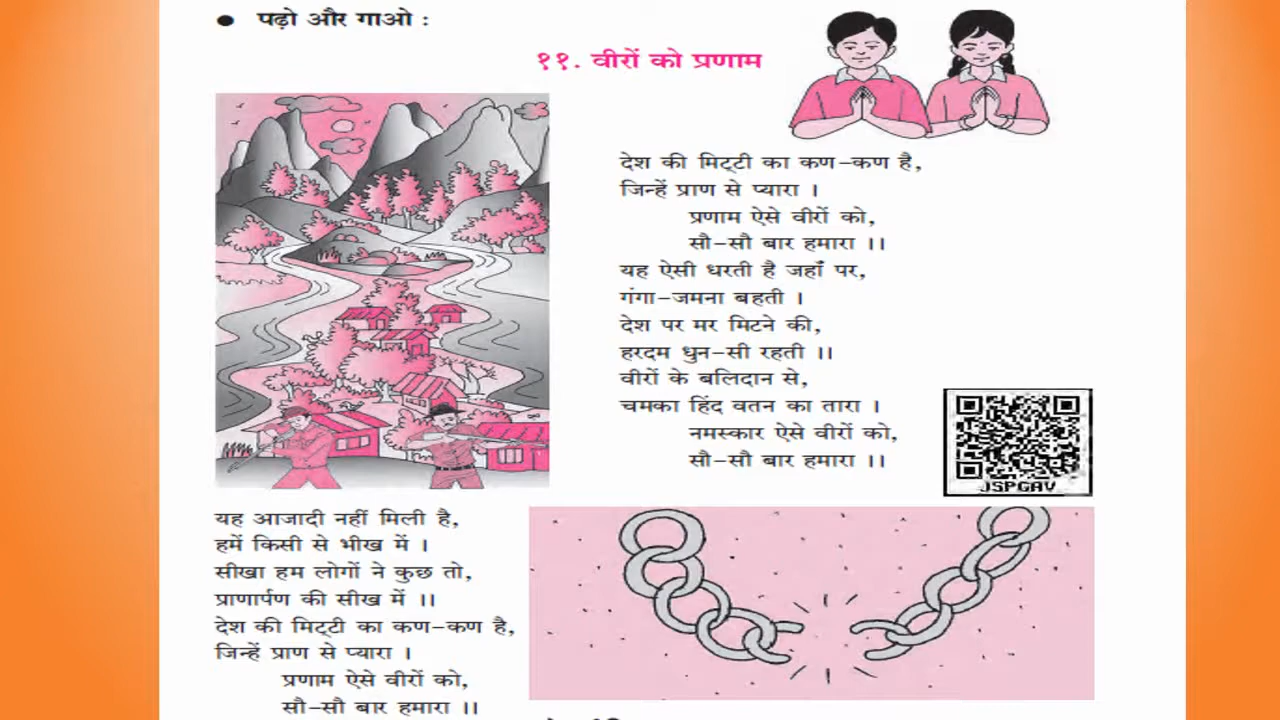 ● पढ़ो और गाओ :
११. वीरों को प्रणाम
देश की मिट्टी का कण-कण है,
जिन्हें प्राण से प्यारा ।
प्रणाम ऐसे वीरों को,
सौ-सौ बार हमारा ।।
यह ऐसी धरती है जहाँ पर,
गंगा-जमना बहती ।
देश पर मर मिटने की,
हरदम धुन-सी रहती ।।
वीरों के बलिदान से,
चमका हिंद वतन का तारा ।
नमस्कार ऐसे वीरों को,
सौ-सौ बार हमारा ।।
JSPGAV
यह आजादी नहीं मिली है,
हमें किसी से भीख में ।
सीखा हम लोगों ने कुछ तो,
प्राणार्पण की सीख में ।।
देश की मिट्टी का कण-कण है,
जिन्हें प्राण से प्यारा ।
प्रणाम ऐसे वीरों को,
सौ-सौ बार हमारा ।।